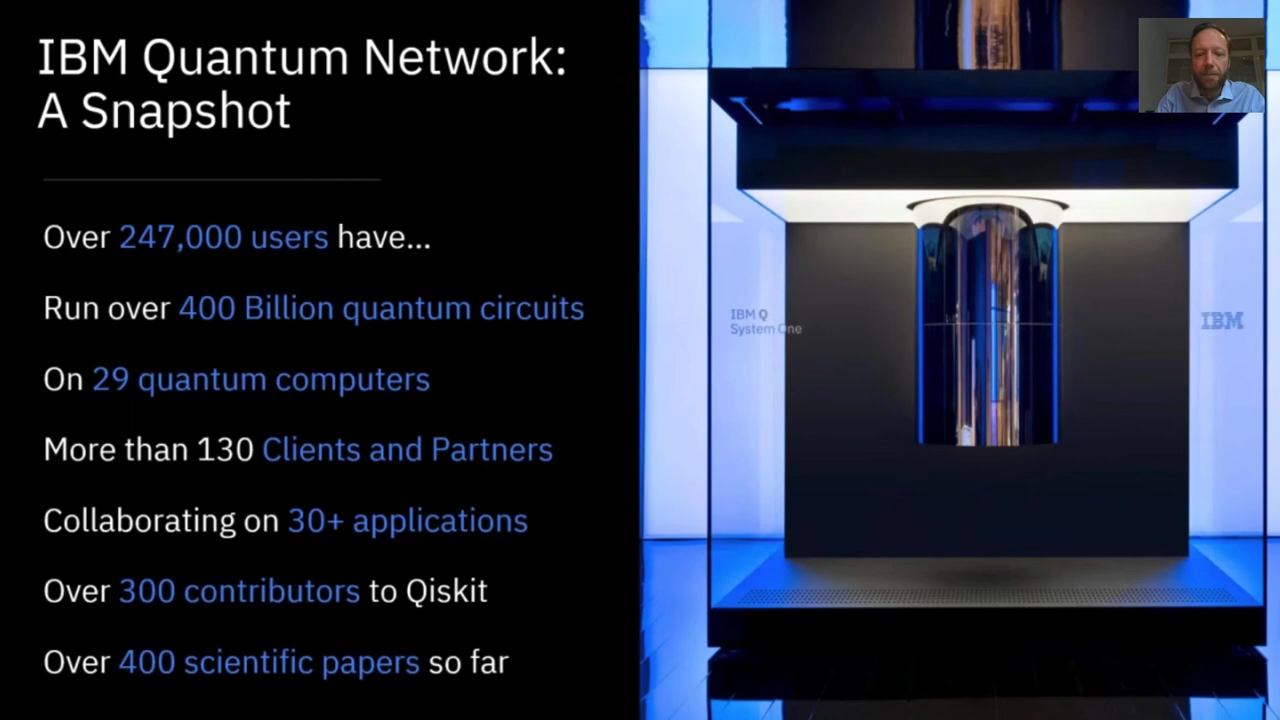 IBM Quantum Network:
A Snapshot
Over 247,000 users have...
Run over 400 Billion quantum circuits
On 29 quantum computers
More than 130 Clients and Partners
Collaborating on 30+ applications
Over 300 contributors to Qiskit
Over 400 scientific papers so far
IBM Q
System One
IBM